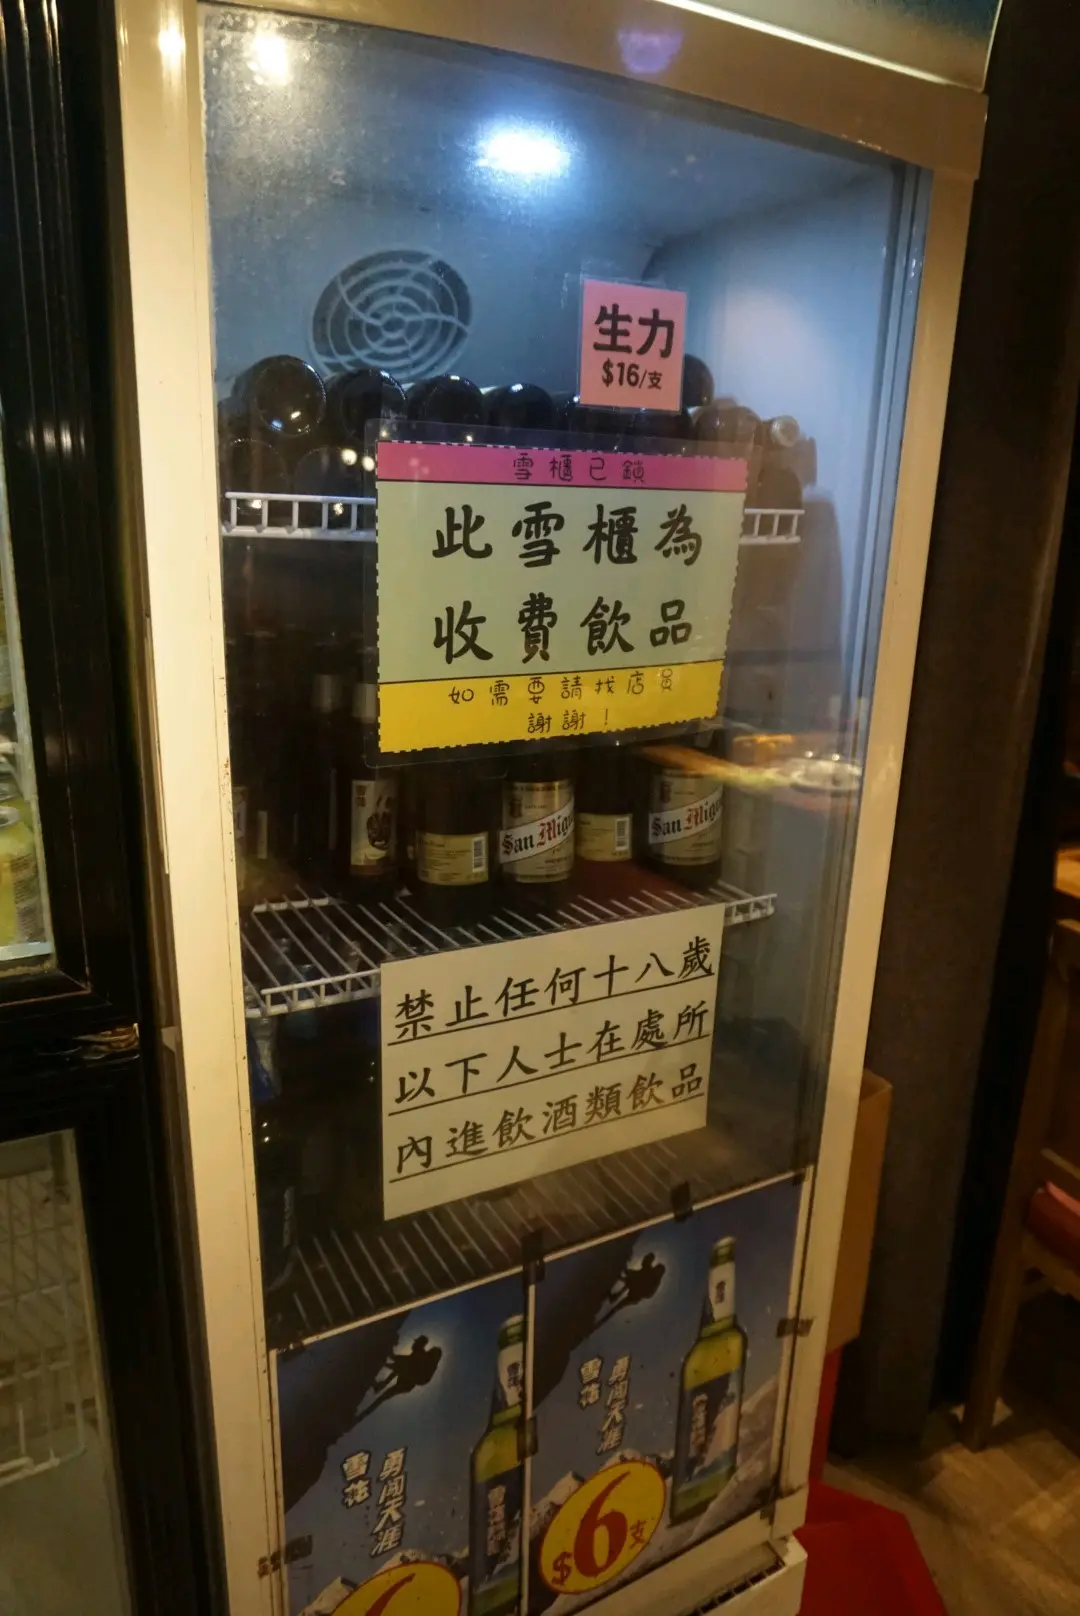 生力
$16/支
雪櫃已鎖
此雪櫃為
收費飲品
如需要請找店員
謝謝！
San Migu
San Migu
禁止任何十八歲
以下人士在處所
內進飲酒類飲品
雪花
勇闖天涯
雪花
勇闖天涯
$6支